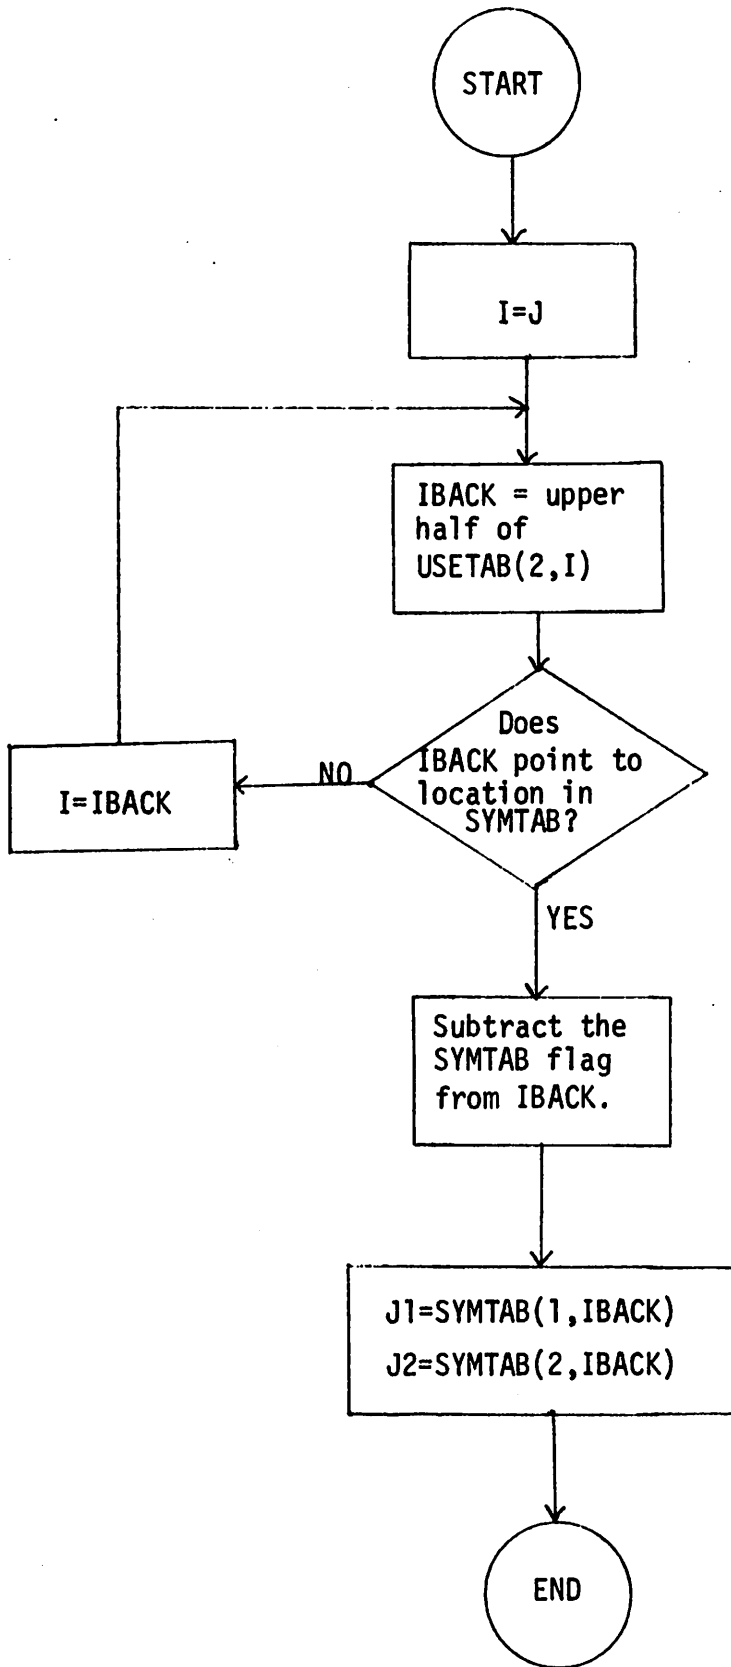 START
I=J
IBACK = upper
half of
USETAB(2,I)
Does
IBACK point to
location in
SYMTAB?
NO
I=IBACK
YES
Subtract the
SYMTAB flag
from IBACK.
J1=SYMTAB(1,IBACK)
J2=SYMTAB(2,IBACK)
END